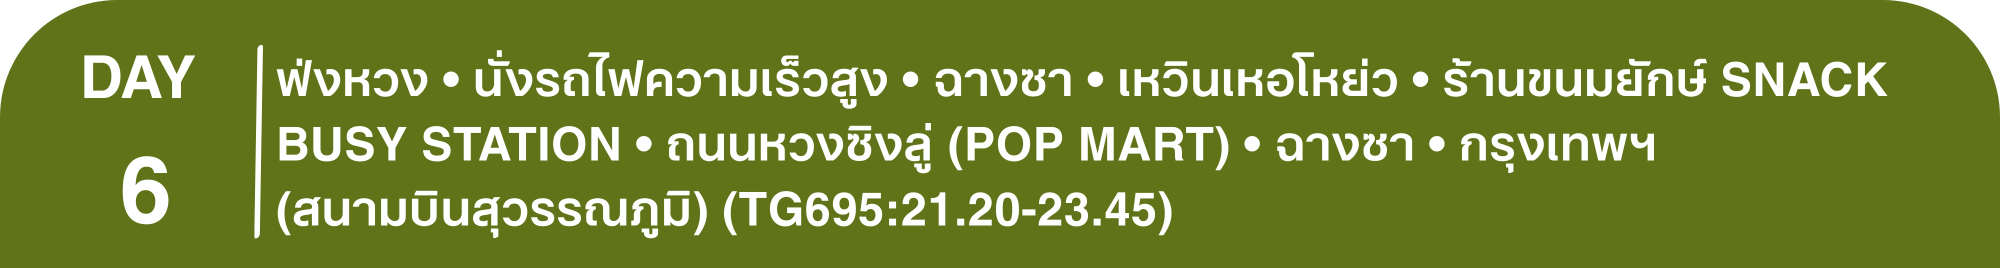 DAY
6
ฟ่งหวง • นั่งรถไฟความเร็วสูง • ฉางซา • เหวินเหอโหย่ว • ร้านขนมยักษ์ SNACK
BUSY STATION • ถนนหวงซิงลู่ (POP MART) • ฉางซา • กรุงเทพฯ
(สนามบินสุวรรณภูมิ) (TG695:21.20-23.45)